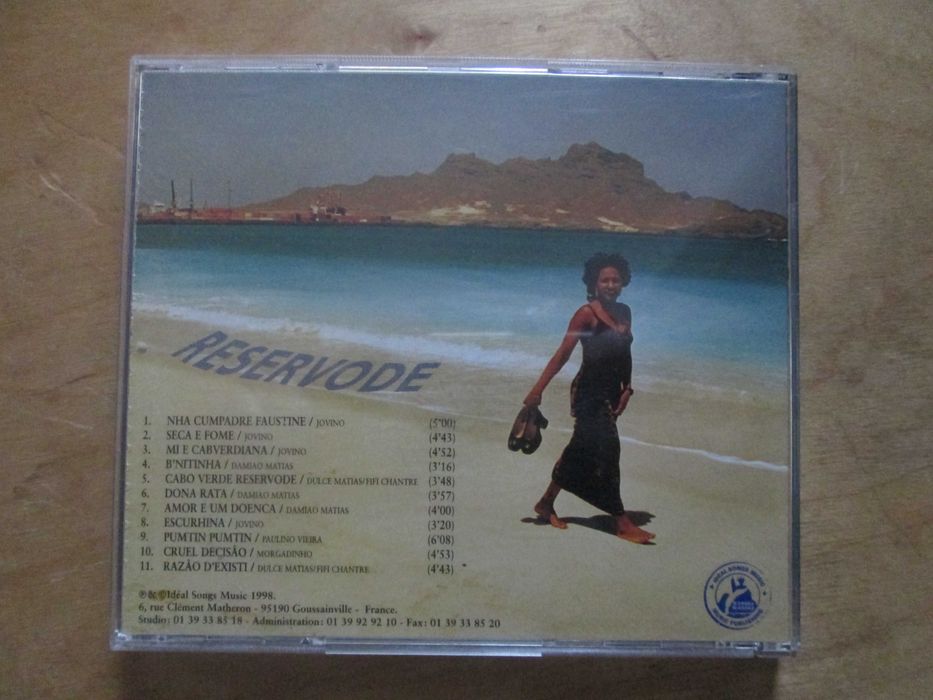 RESERVODE
1. NHA CUMPADRE FAUSTINE / JOVINO (5'00)
2. SECA E FOME / JOVINO (4'43)
3. MI E CABVERDIANA / JOVINO (4'52)
4. B'NITINHA / DAMIAO MATIAS (3'16)
5. CABO VERDE RESERVODE / DULCE MATIAS/FIFI CHANTRE (3'48)
6. DONA RATA / DAMIAO MATIAS (3'57)
7. AMOR E UM DOENCA / DAMIAO MATIAS (4'00)
8. ESCURHINA / JOVINO (3'20)
9. PUMTIN PUMTIN / PAULINO VIEIRA (6'08)
10. CRUEL DECISÃO / MORGADINHO (4'53)
11. RAZÃO D'EXISTI / DULCE MATIAS/FIFI CHANTRE (4'43)
℗& ©Idéal Songs Music 1998.
6, rue Clément Matheron - 95190 Goussainville - France.
Studio : 01 39 33 85 18 - Administration : 01 39 92 92 10 - Fax : 01 39 33 85 20
IDÉAL SONGS MUSIC
MUSIC PUBLISHING